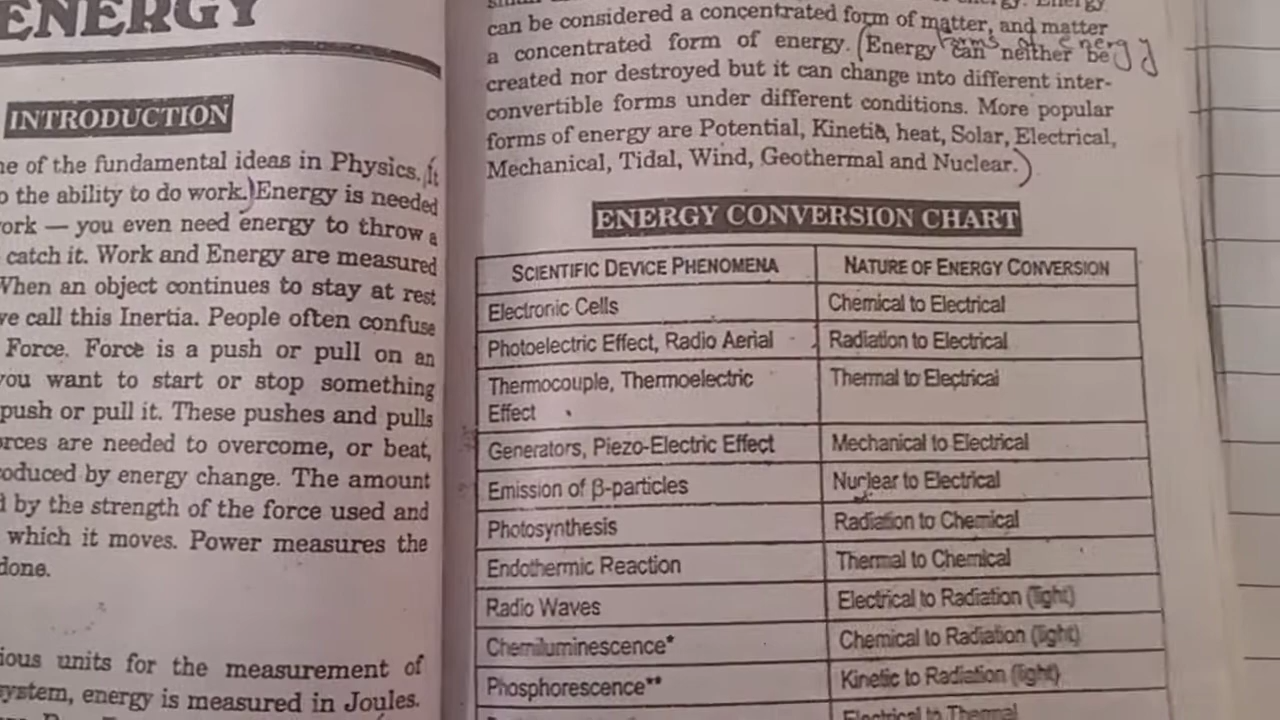 ENERGY
INTRODUCTION
ne of the fundamental ideas in Physics. It
o the ability to do work. Energy is needed
ork — you even need energy to throw a
catch it. Work and Energy are measured
When an object continues to stay at rest
ve call this Inertia. People often confuse
Force. Force is a push or pull on an
you want to start or stop something
push or pull it. These pushes and pulls
orces are needed to overcome, or beat,
oduced by energy change. The amount
d by the strength of the force used and
which it moves. Power measures the
done.
ious units for the measurement of
system, energy is measured in Joules.
can be considered a concentrated form of matter, and matter
forms of energy
a concentrated form of energy. (Energy can neither be
created nor destroyed but it can change into different inter-
convertible forms under different conditions. More popular
forms of energy are Potential, Kinetic, heat, Solar, Electrical,
Mechanical, Tidal, Wind, Geothermal and Nuclear.)
ENERGY CONVERSION CHART
SCIENTIFIC DEVICE PHENOMENA NATURE OF ENERGY CONVERSION
Electronic Cells Chemical to Electrical
Photoelectric Effect, Radio Aerial Radiation to Electrical
Thermocouple, Thermoelectric Thermal to Electrical
Effect
Generators, Piezo-Electric Effect Mechanical to Electrical
Emission of β-particles Nuclear to Electrical
Photosynthesis Radiation to Chemical
Endothermic Reaction Thermal to Chemical
Radio Waves Electrical to Radiation (light)
Chemiluminescence* Chemical to Radiation (light)
Phosphorescence** Kinetic to Radiation (light)
Electrical to Thermal